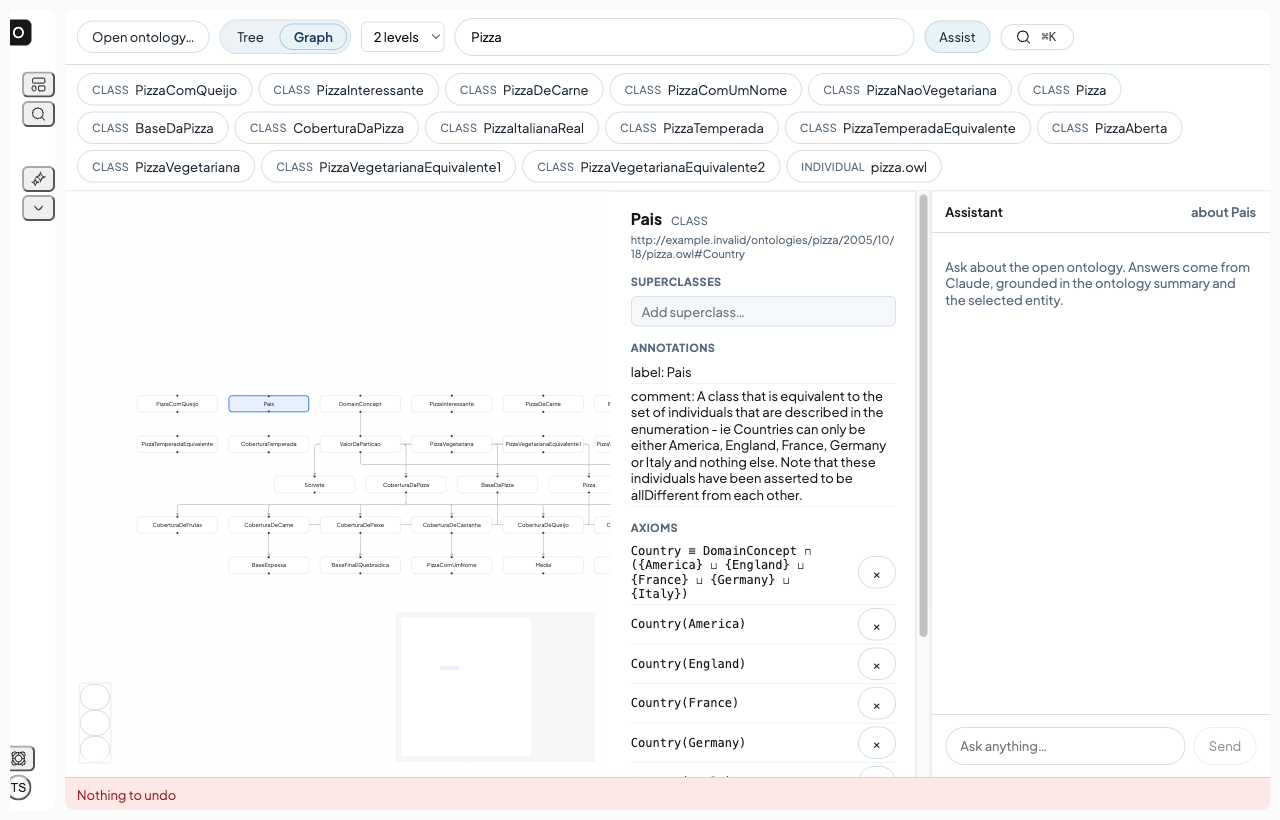 O
Open ontology...
Tree
Graph
2 levels
Pizza
Assist
⌘K
CLASS PizzaComQueijo
CLASS PizzaInteressante
CLASS PizzaDeCarne
CLASS PizzaComUmNome
CLASS PizzaNaoVegetariana
CLASS Pizza
CLASS BaseDaPizza
CLASS CoberturaDaPizza
CLASS PizzaItalianaReal
CLASS PizzaTemperada
CLASS PizzaTemperadaEquivalente
CLASS PizzaAberta
CLASS PizzaVegetariana
CLASS PizzaVegetarianaEquivalente1
CLASS PizzaVegetarianaEquivalente2
INDIVIDUAL pizza.owl
PizzaComQueijo
Pais
DomainConcept
PizzaInteressante
PizzaDeCarne
P
PizzaTemperadaEquivalente
CoberturaTemperada
ValorDaParticao
PizzaVegetariana
PizzaVegetarianaEquivalente1
PizzaV
Sorvete
CoberturaDaPizza
BaseDaPizza
Pizza
CoberturaDeFrutas
CoberturaDeCarne
CoberturaDePeixe
CoberturaDeCastanha
CoberturaDeQueijo
C
BaseEspessa
BaseFinaEQuebradica
PizzaComUmNome
Media
Pais CLASS
http://example.invalid/ontologies/pizza/2005/10/
18/pizza.owl#Country
SUPERCLASSES
Add superclass...
ANNOTATIONS
label: Pais
comment: A class that is equivalent to the
set of individuals that are described in the
enumeration - ie Countries can only be
either America, England, France, Germany
or Italy and nothing else. Note that these
individuals have been asserted to be
allDifferent from each other.
AXIOMS
Country ≡ DomainConcept ⊓
({America} ⊔ {England} ⊔
{France} ⊔ {Germany} ⊔
{Italy})
×
Country(America)
×
Country(England)
×
Country(France)
×
Country(Germany)
×
Assistant
about Pais
Ask about the open ontology. Answers come from
Claude, grounded in the ontology summary and
the selected entity.
Ask anything...
Send
TS
Nothing to undo